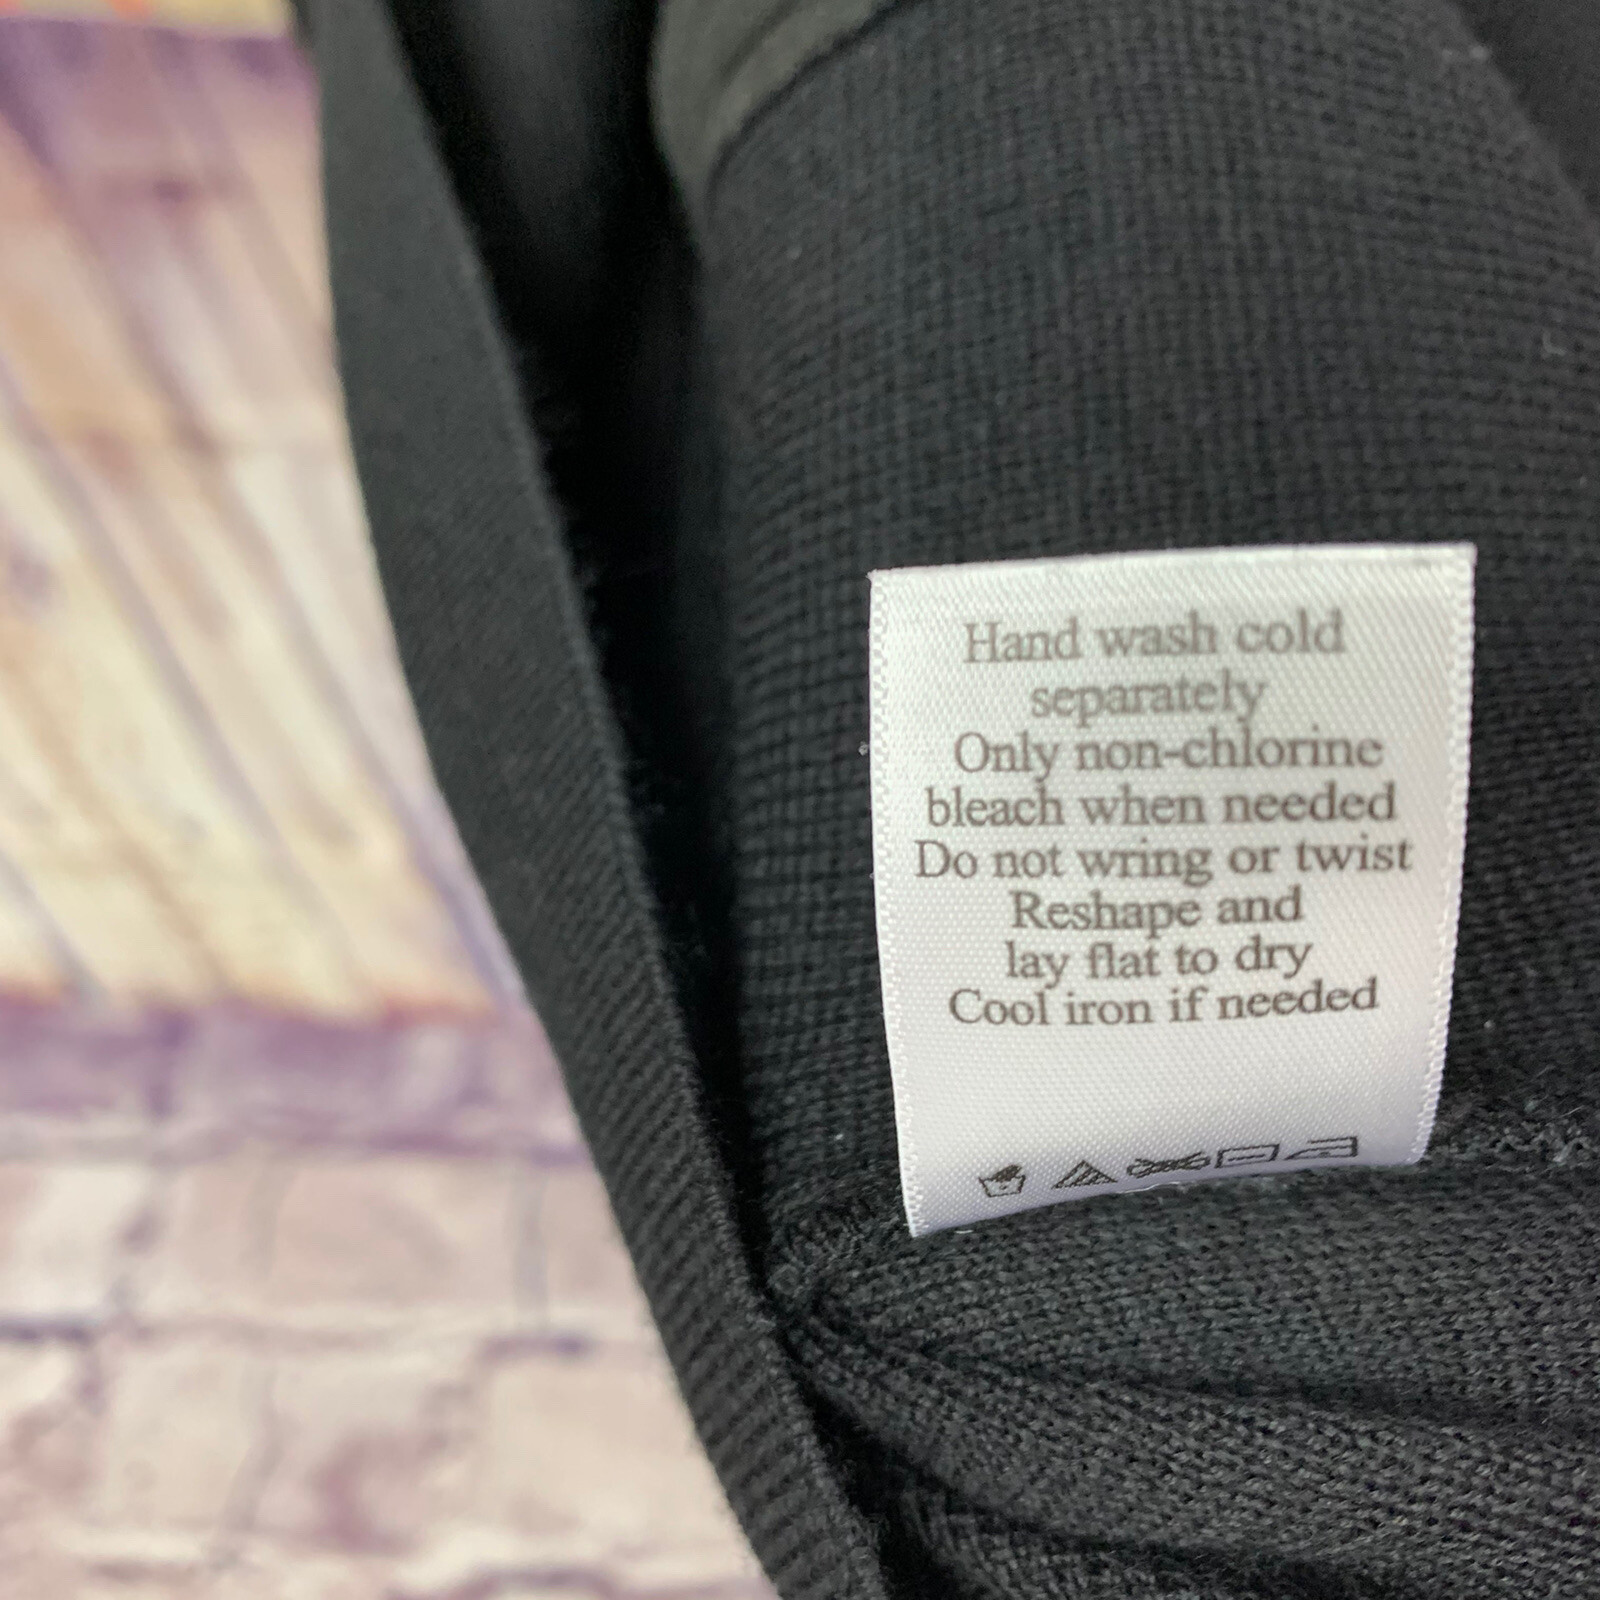 Hand wash cold
separately
Only non-chlorine
bleach when needed
Do not wring or twist
Reshape and
lay flat to dry
Cool iron if needed